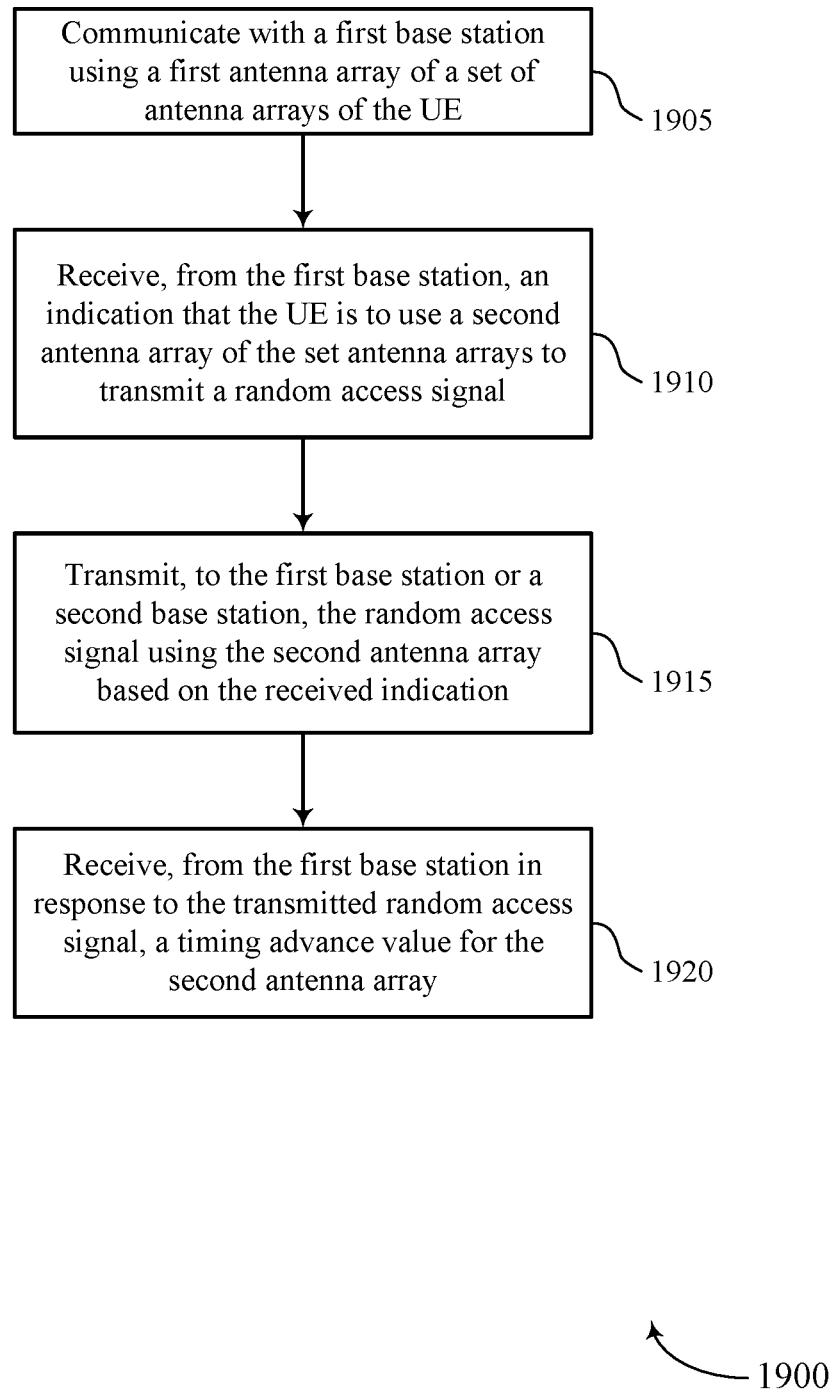 Communicate with a first base station
using a first antenna array of a set of
antenna arrays of the UE
1905
Receive, from the first base station, an
indication that the UE is to use a second
antenna array of the set antenna arrays to
transmit a random access signal
1910
Transmit, to the first base station or a
second base station, the random access
signal using the second antenna array
based on the received indication
1915
Receive, from the first base station in
response to the transmitted random access
signal, a timing advance value for the
second antenna array
1920
1900